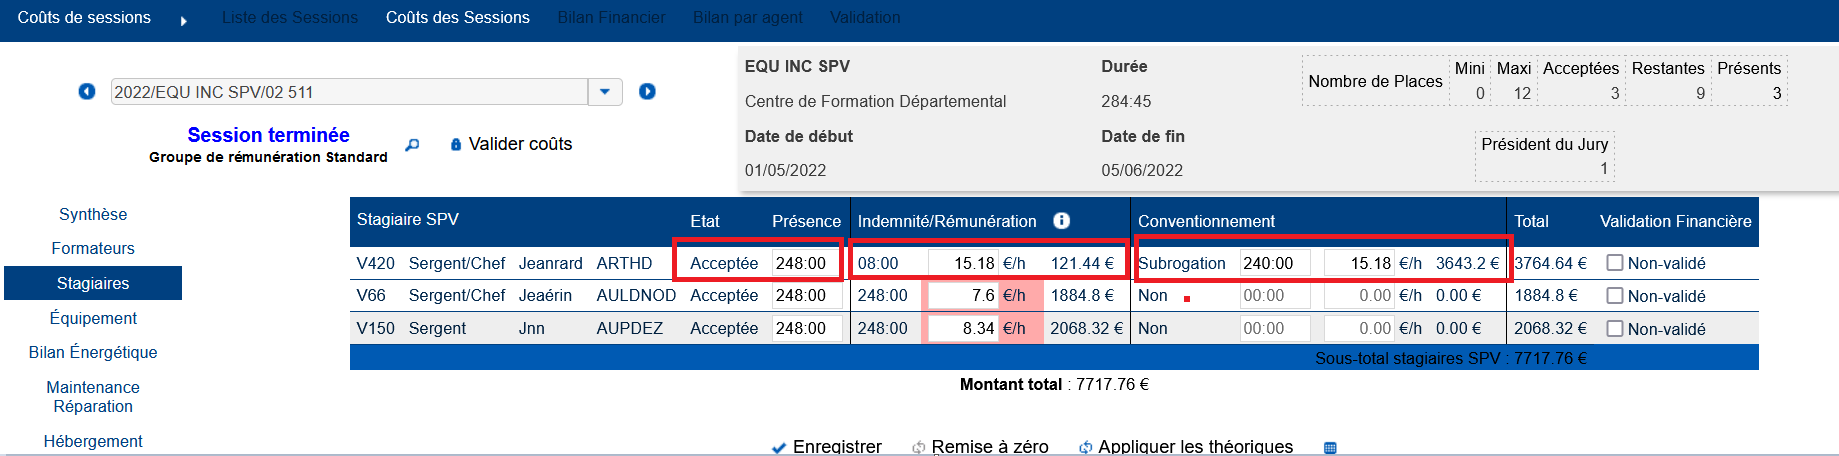 Coûts de sessions Liste des Sessions Coûts des Sessions Bilan Financier Bilan par agent Validation
2022/EQU INC SPV/02 511
Session terminée
Groupe de rémunération Standard
Valider coûts
EQU INC SPV Durée
Centre de Formation Départemental 284:45
Date de début Date de fin
01/05/2022 05/06/2022
Nombre de Places Mini Maxi Acceptées Restantes Présents
0 12 3 9 3
Président du Jury
1
Synthèse
Formateurs
Stagiaires
Équipement
Bilan Énergétique
Maintenance
Réparation
Hébergement
Stagiaire SPV Etat Présence Indemnité/Rémunération Conventionnement Total Validation Financière
V420 Sergent/Chef Jeanrard ARTHD Acceptée 248:00 08:00 15.18 €/h 121.44 € Subrogation 240:00 15.18 €/h 3643.2 € 3764.64 € Non-validé
V66 Sergent/Chef Jeaérin AULDNOD Acceptée 248:00 248:00 7.6 €/h 1884.8 € Non 00:00 0.00 €/h 0.00 € 1884.8 € Non-validé
V150 Sergent Jnn AUPDEZ Acceptée 248:00 248:00 8.34 €/h 2068.32 € Non 00:00 0.00 €/h 0.00 € 2068.32 € Non-validé
Sous-total stagiaires SPV : 7717.76 €
Montant total : 7717.76 €
Enregistrer Remise à zéro Appliquer les théoriques